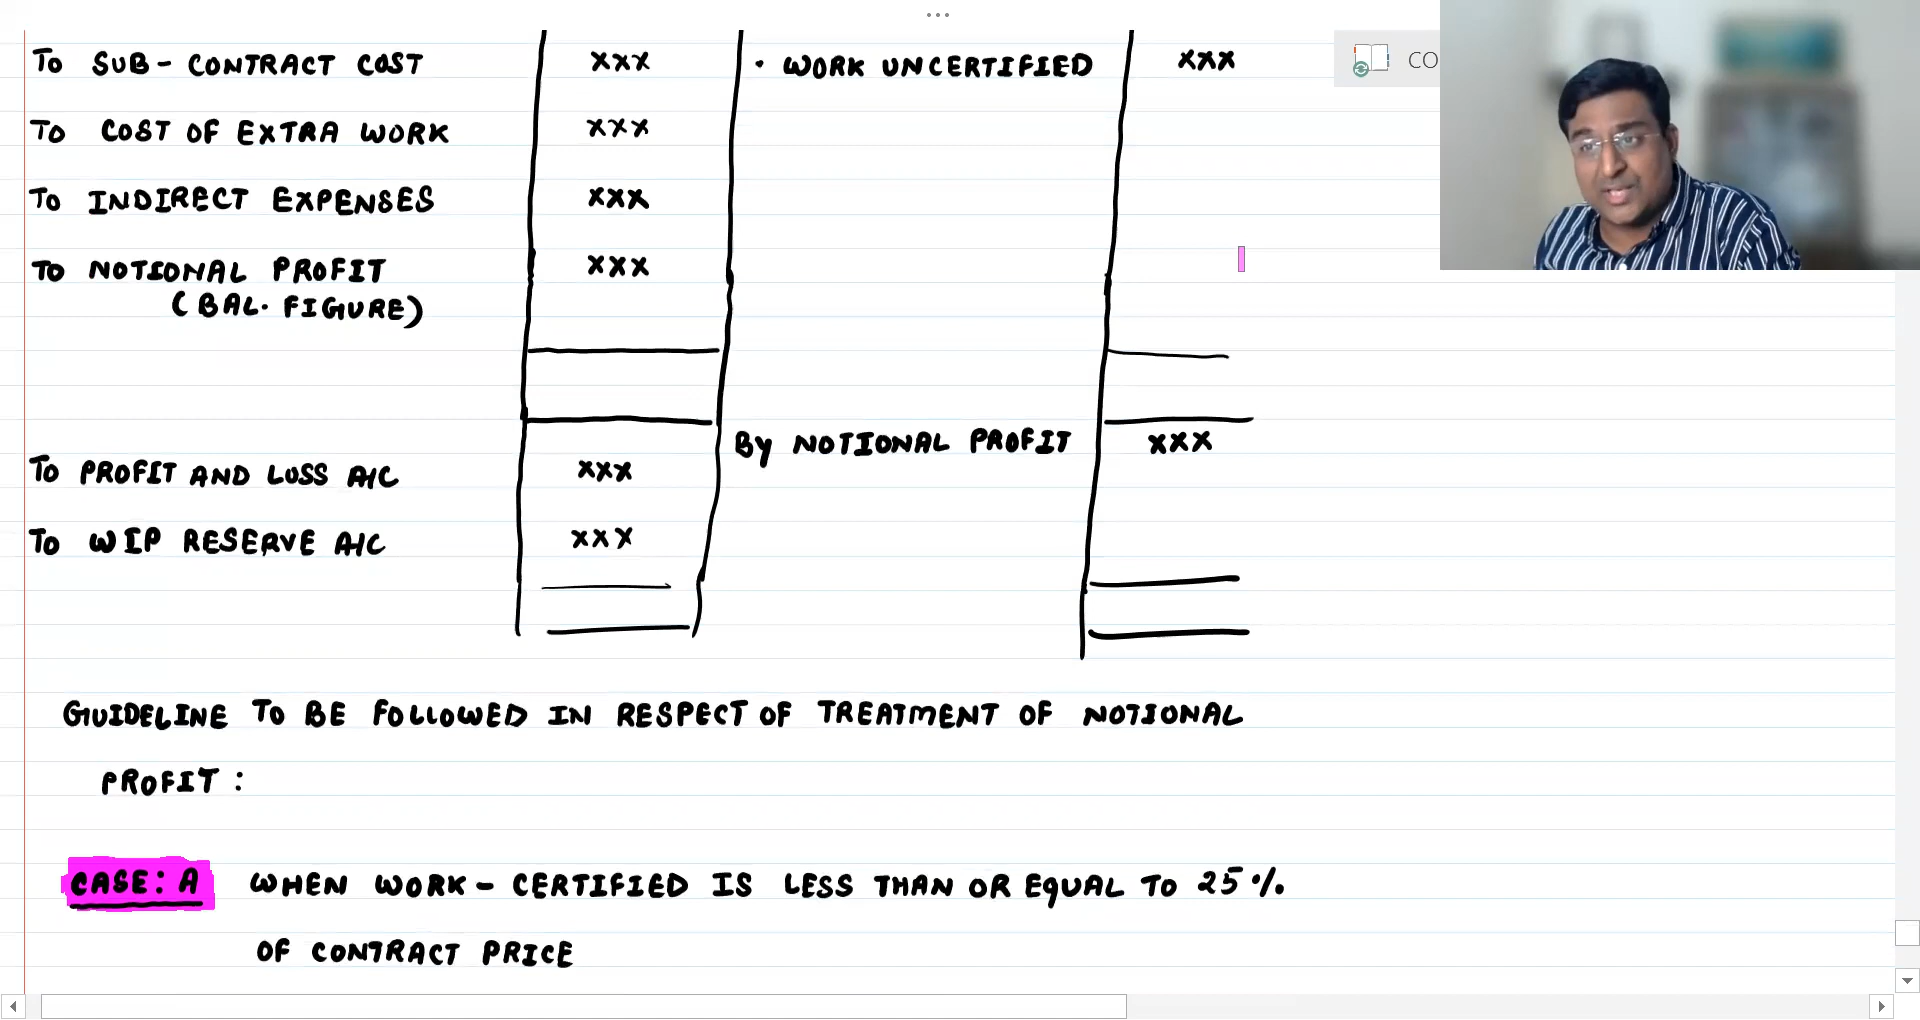 To SUB - CONTRACT COST xxx • WORK UNCERTIFIED xxx
CO
To COST OF EXTRA WORK xxx
To INDIRECT EXPENSES xxx
To NOTIONAL PROFIT xxx
(BAL. FIGURE)
By NOTIONAL PROFIT xxx
To PROFIT AND LOSS A/C xxx
To WIP RESERVE A/C xxx
GUIDELINE TO BE FOLLOWED IN RESPECT OF TREATMENT OF NOTIONAL
PROFIT :
CASE: A WHEN WORK - CERTIFIED IS LESS THAN OR EQUAL TO 25%
OF CONTRACT PRICE